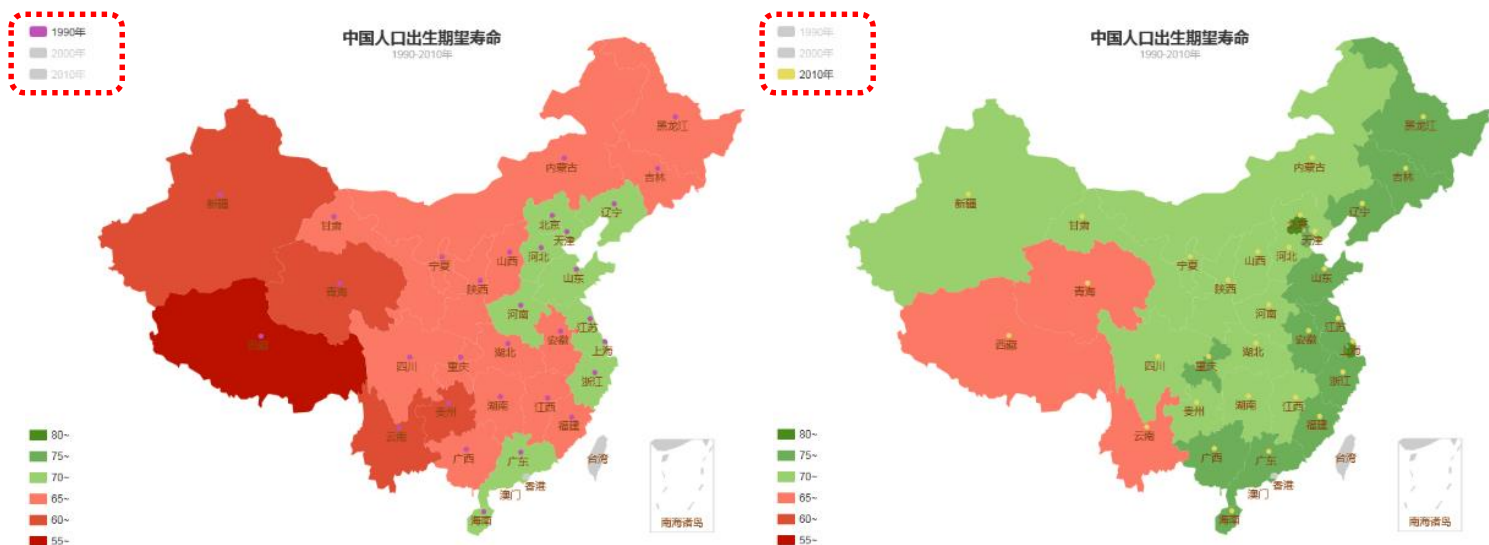 1990年
2000年
2010年
中国人口出生期望寿命
1990-2010年
黑龙江
内蒙古
吉林
新疆
辽宁
甘肃
北京
天津
河北
宁夏
山西
山东
青海
陕西
河南
江苏
西藏
安徽
上海
湖北
四川
重庆
浙江
湖南
江西
贵州
福建
云南
广西
广东
台湾
香港
澳门
海南
南海诸岛
80~
75~
70~
65~
60~
55~
1990年
2000年
2010年
中国人口出生期望寿命
1990-2010年
黑龙江
内蒙古
吉林
新疆
辽宁
甘肃
天津
河北
山西
宁夏
山东
青海
陕西
河南
江苏
西藏
安徽
上海
湖北
四川
重庆
浙江
湖南
江西
贵州
福建
云南
广西
广东
台湾
香港
澳门
海南
南海诸岛
80~
75~
70~
65~
60~
55~